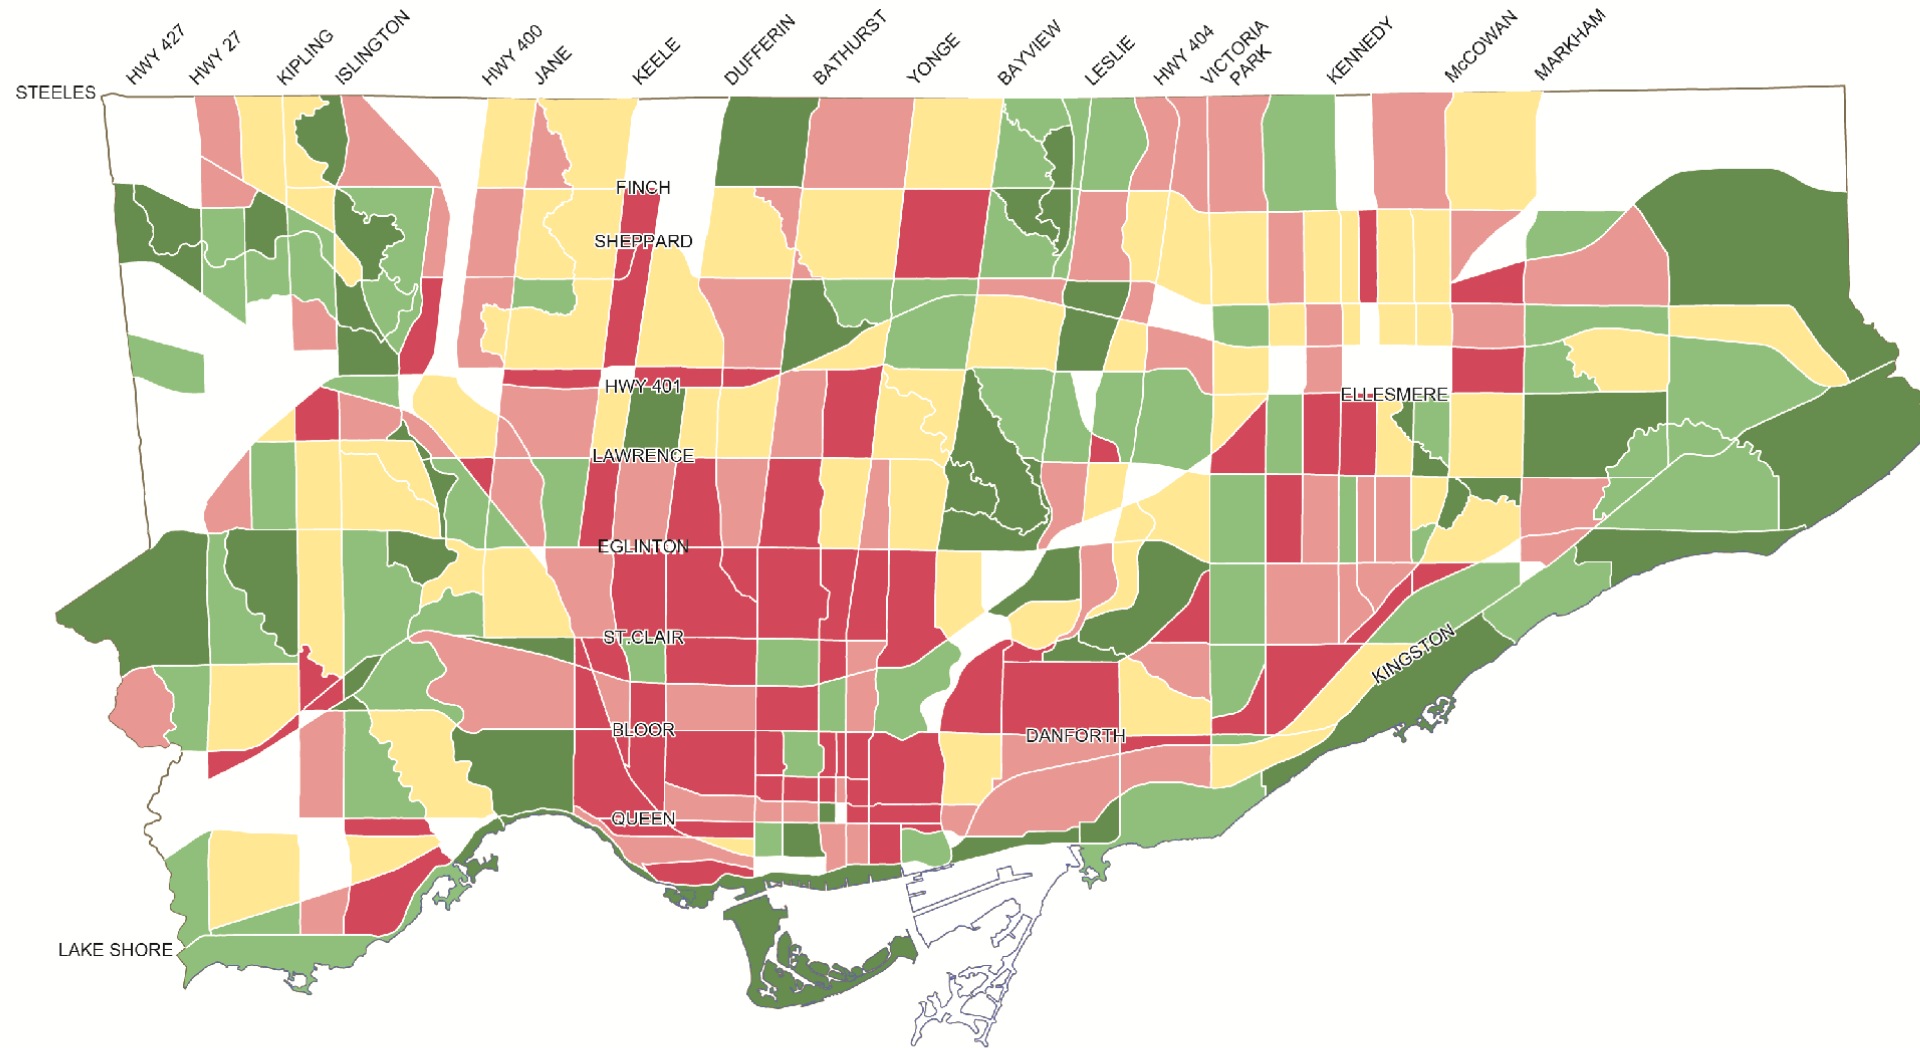 HWY 427
HWY 27
KIPLING
ISLINGTON
HWY 400
JANE
KEELE
DUFFERIN
BATHURST
YONGE
BAYVIEW
LESLIE
HWY 404
VICTORIA
PARK
KENNEDY
McCOWAN
MARKHAM
STEELES
FINCH
SHEPPARD
HWY 401
ELLESMERE
LAWRENCE
EGLINTON
ST.CLAIR
KINGSTON
BLOOR
DANFORTH
QUEEN
LAKE SHORE